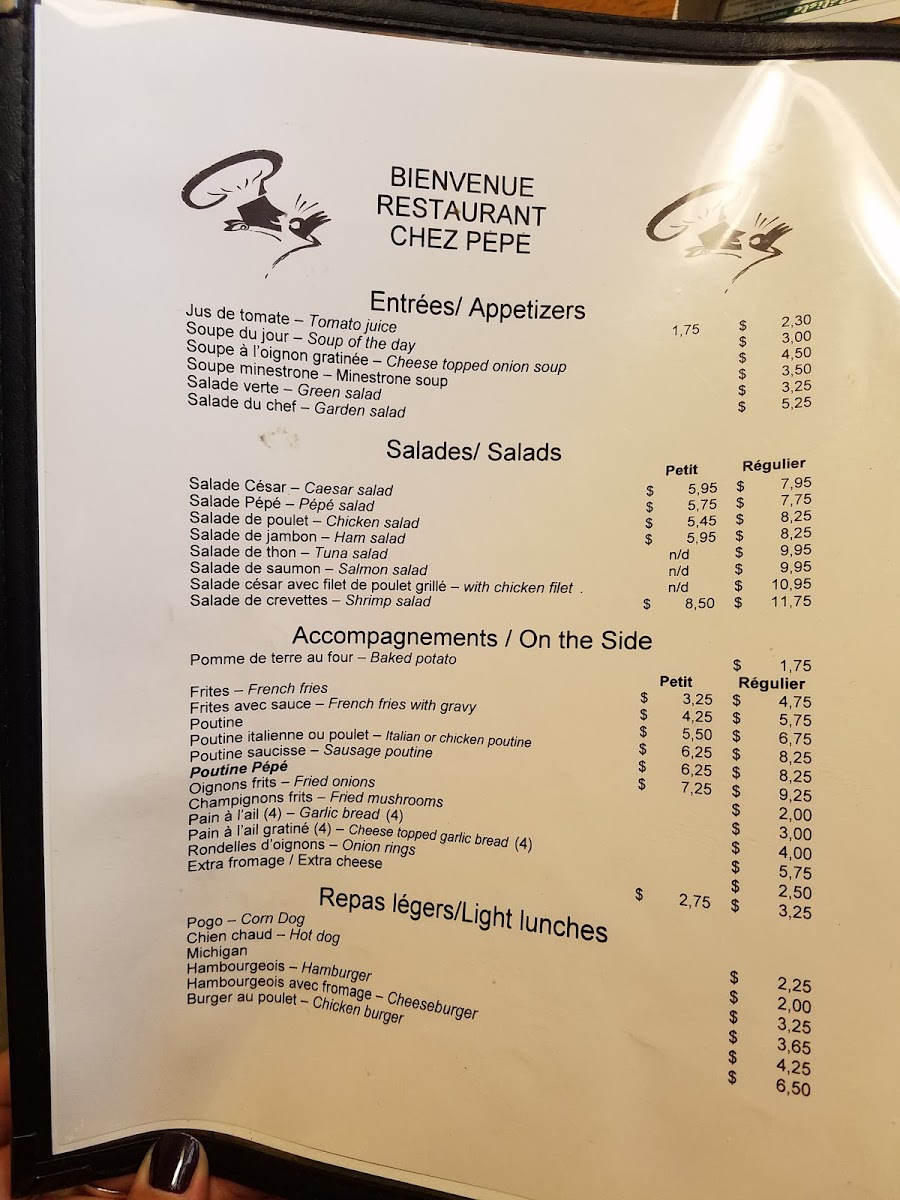 BIENVENUE
RESTAURANT
CHEZ PÉPÉ
Entrées/ Appetizers
Jus de tomate – Tomato juice 1,75 $ 2,30
Soupe du jour – Soup of the day $ 3,00
Soupe à l'oignon gratinée – Cheese topped onion soup $ 4,50
Soupe minestrone – Minestrone soup $ 3,50
Salade verte – Green salad $ 3,25
Salade du chef – Garden salad $ 5,25
Salades/ Salads
Petit Régulier
Salade César – Caesar salad $ 5,95 $ 7,95
Salade Pépé – Pépé salad $ 5,75 $ 7,75
Salade de poulet – Chicken salad $ 5,45 $ 8,25
Salade de jambon – Ham salad $ 5,95 $ 8,25
Salade de thon – Tuna salad n/d $ 9,95
Salade de saumon – Salmon salad n/d $ 9,95
Salade césar avec filet de poulet grillé – with chicken filet . n/d $ 10,95
Salade de crevettes – Shrimp salad $ 8,50 $ 11,75
Accompagnements / On the Side
Pomme de terre au four – Baked potato $ 1,75
Petit Régulier
Frites – French fries $ 3,25 $ 4,75
Frites avec sauce – French fries with gravy $ 4,25 $ 5,75
Poutine $ 5,50 $ 6,75
Poutine italienne ou poulet – Italian or chicken poutine $ 6,25 $ 8,25
Poutine saucisse – Sausage poutine $ 6,25 $ 8,25
Poutine Pépé $ 7,25 $ 9,25
Oignons frits – Fried onions $ 2,00
Champignons frits – Fried mushrooms $ 3,00
Pain à l'ail (4) – Garlic bread (4) $ 4,00
Pain à l'ail gratiné (4) – Cheese topped garlic bread (4) $ 5,75
Rondelles d'oignons – Onion rings $ 2,50
Extra fromage / Extra cheese $ 2,75 $ 3,25
Repas légers/Light lunches
Pogo – Corn Dog $ 2,25
Chien chaud – Hot dog $ 2,00
Michigan $ 3,25
Hambourgeois – Hamburger $ 3,65
Hambourgeois avec fromage – Cheeseburger $ 4,25
Burger au poulet – Chicken burger $ 6,50